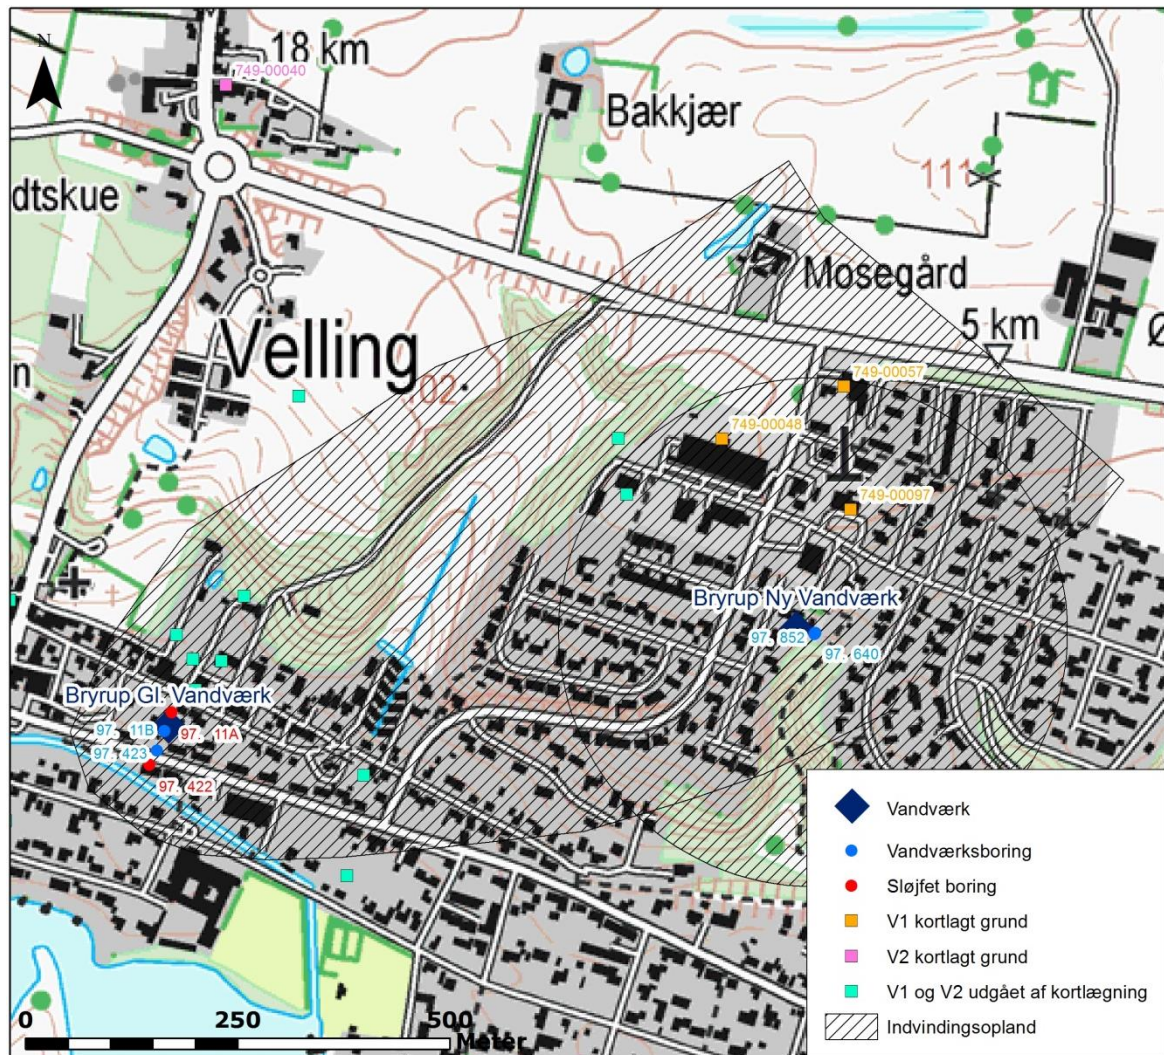 N
18 km
749-00040
Bakkjær
dtskue
111
Mosegård
Velling
5 km
Ø
n
02
749-00057
749-00048
749-00097
Bryrup Ny Vandværk
97. 852
97. 640
Bryrup Gl. Vandværk
97. 11B
97. 11A
97. 423
97. 422
Vandværk
Vandværksboring
Sløjfet boring
V1 kortlagt grund
V2 kortlagt grund
V1 og V2 udgået af kortlægning
Indvindingsopland
0 250 500
Meter